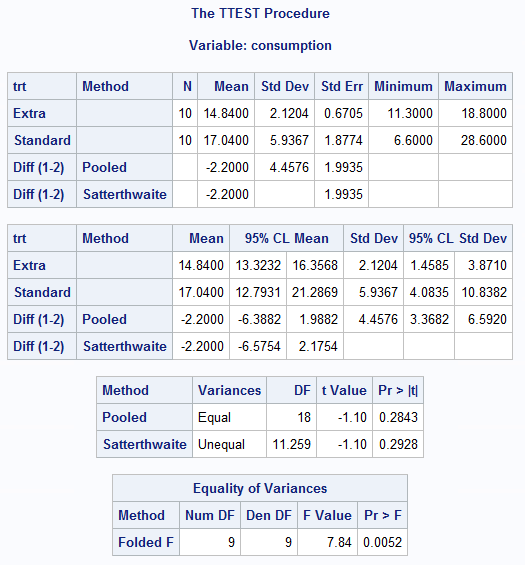 The TTEST Procedure
Variable: consumption
trt Method N Mean Std Dev Std Err Minimum Maximum
Extra 10 14.8400 2.1204 0.6705 11.3000 18.8000
Standard 10 17.0400 5.9367 1.8774 6.6000 28.6000
Diff (1-2) Pooled -2.2000 4.4576 1.9935
Diff (1-2) Satterthwaite -2.2000 1.9935
trt Method Mean 95% CL Mean Std Dev 95% CL Std Dev
Extra 14.8400 13.3232 16.3568 2.1204 1.4585 3.8710
Standard 17.0400 12.7931 21.2869 5.9367 4.0835 10.8382
Diff (1-2) Pooled -2.2000 -6.3882 1.9882 4.4576 3.3682 6.5920
Diff (1-2) Satterthwaite -2.2000 -6.5754 2.1754
Method Variances DF t Value Pr > |t|
Pooled Equal 18 -1.10 0.2843
Satterthwaite Unequal 11.259 -1.10 0.2928
Equality of Variances
Method Num DF Den DF F Value Pr > F
Folded F 9 9 7.84 0.0052